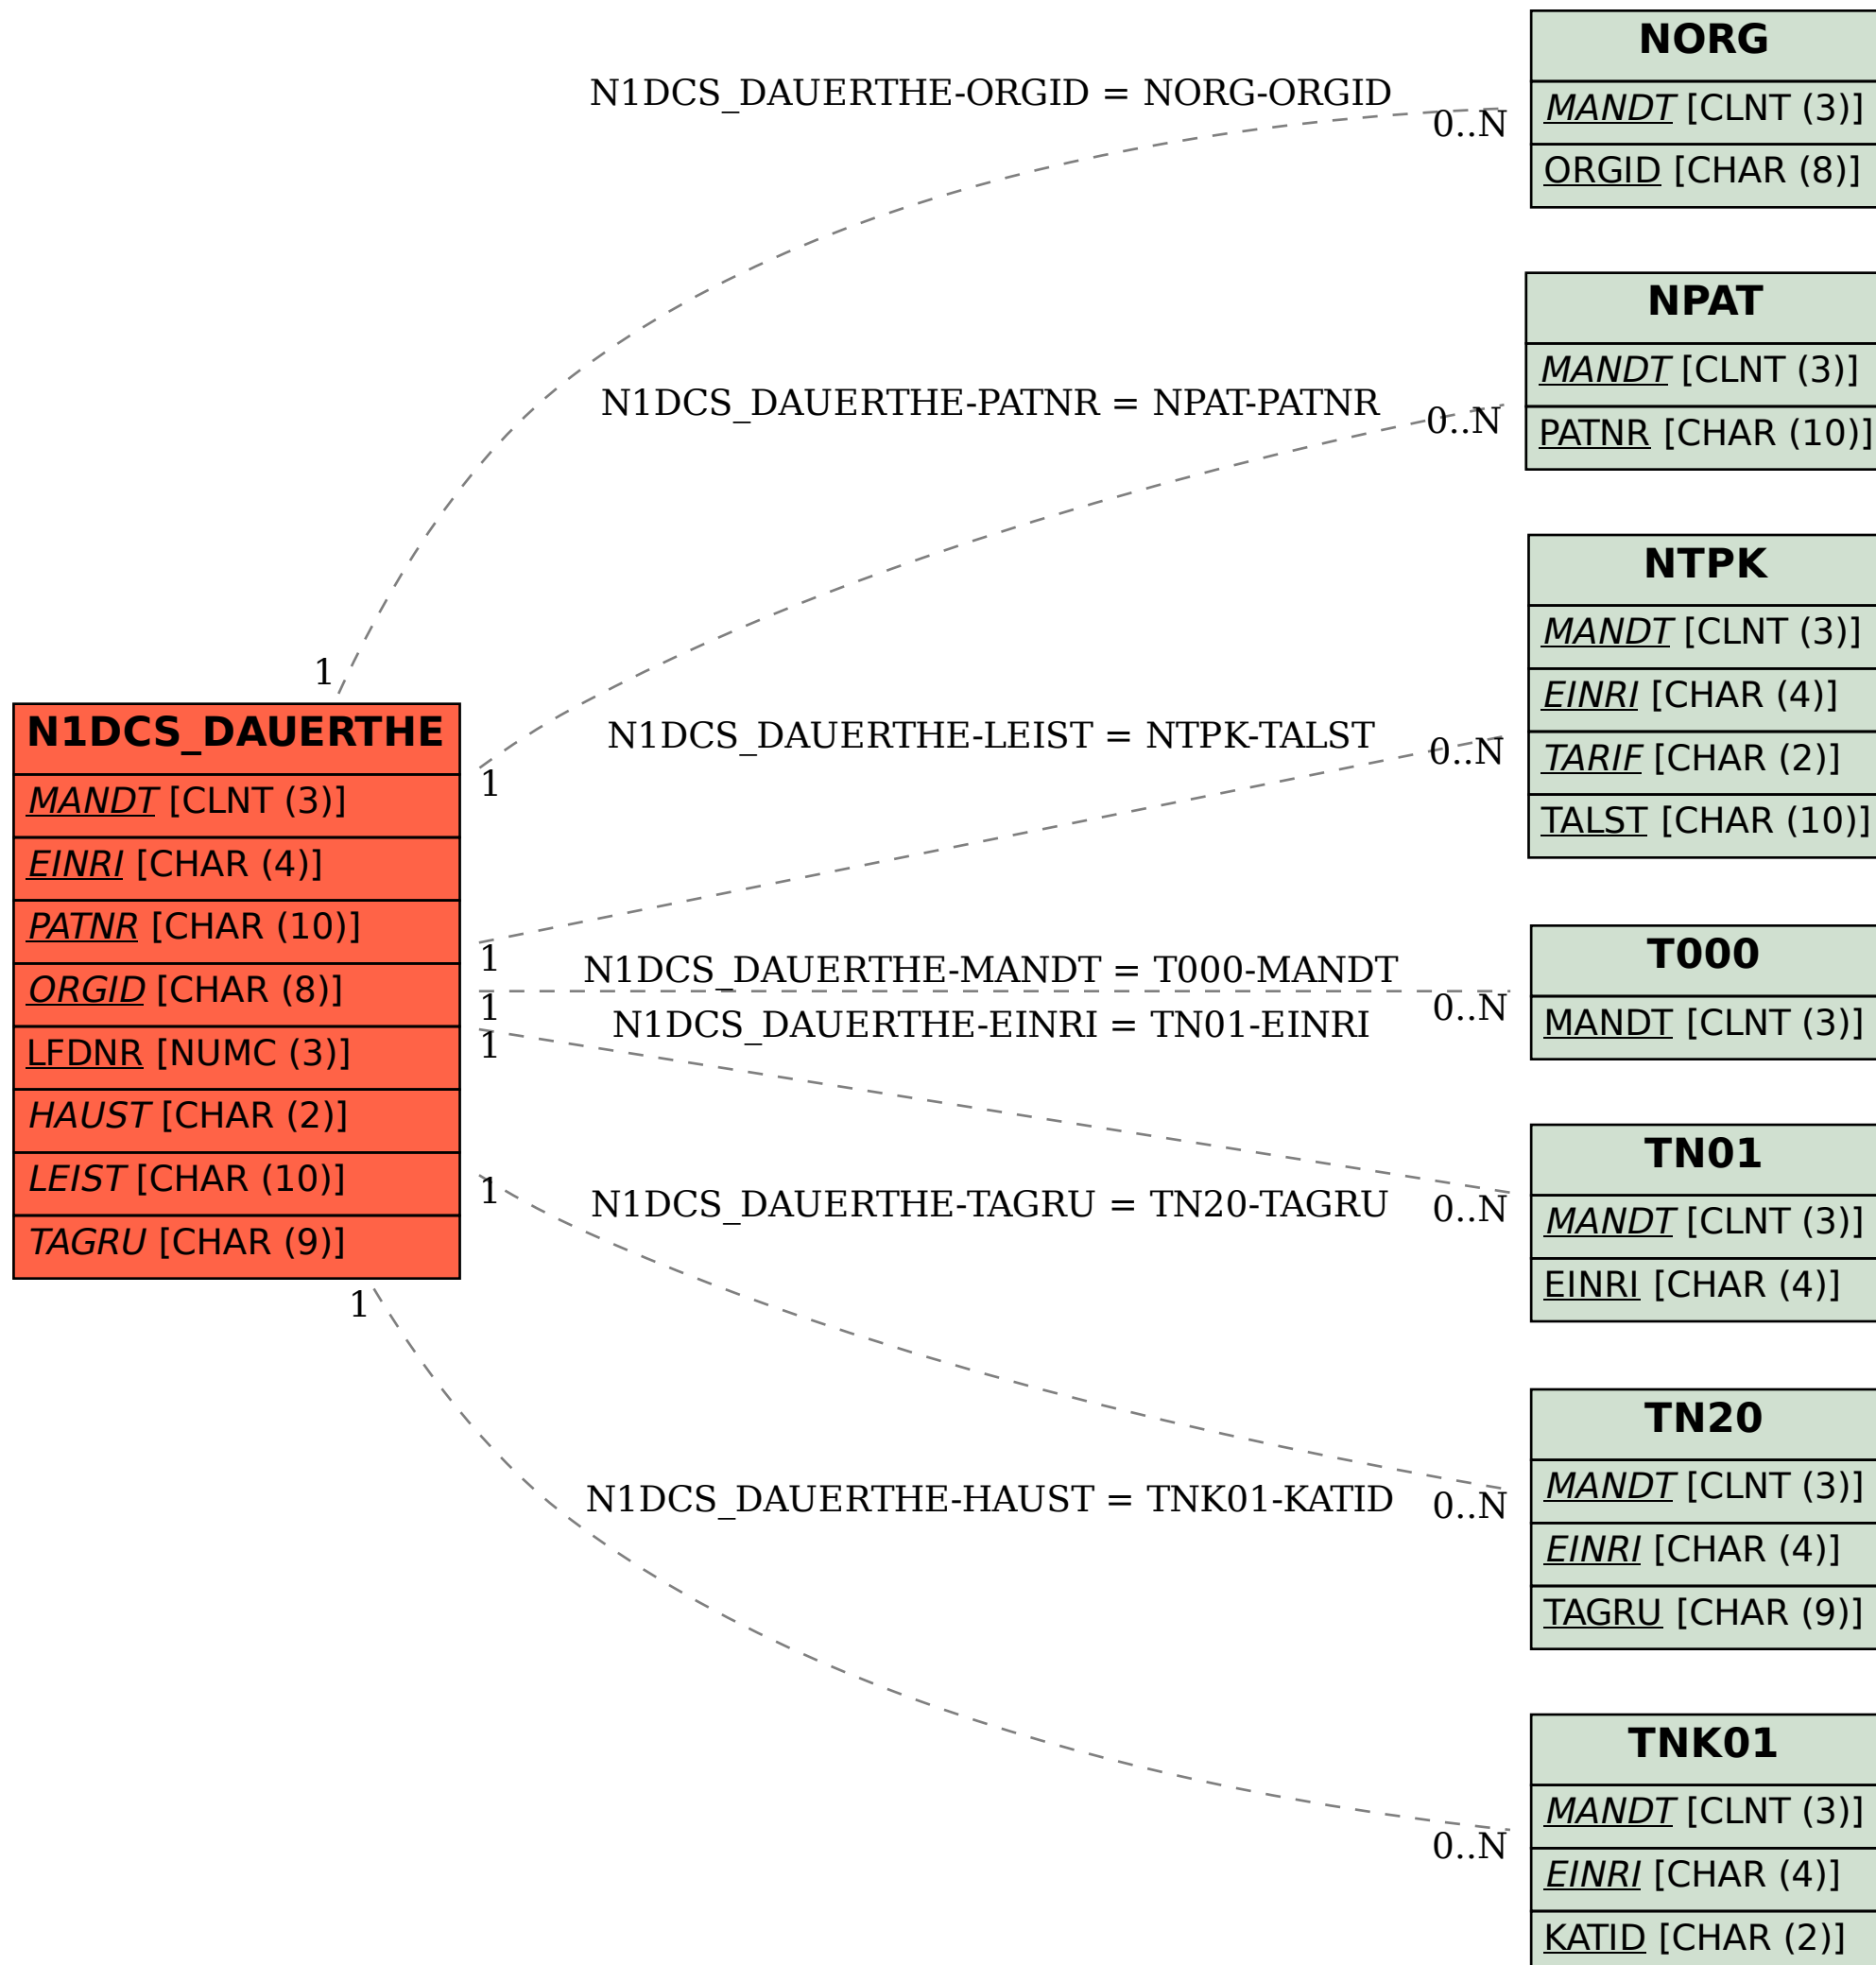 NORG
MANDT [CLNT (3)]
ORGID [CHAR (8)]
N1DCS_DAUERTHE-ORGID = NORG-ORGID
0..N
1
NPAT
MANDT [CLNT (3)]
PATNR [CHAR (10)]
N1DCS_DAUERTHE-PATNR = NPAT-PATNR
0..N
1
NTPK
MANDT [CLNT (3)]
EINRI [CHAR (4)]
TARIF [CHAR (2)]
TALST [CHAR (10)]
N1DCS_DAUERTHE-LEIST = NTPK-TALST
0..N
1
N1DCS_DAUERTHE
MANDT [CLNT (3)]
EINRI [CHAR (4)]
PATNR [CHAR (10)]
ORGID [CHAR (8)]
LFDNR [NUMC (3)]
HAUST [CHAR (2)]
LEIST [CHAR (10)]
TAGRU [CHAR (9)]
N1DCS_DAUERTHE-MANDT = T000-MANDT
0..N
1
T000
MANDT [CLNT (3)]
N1DCS_DAUERTHE-EINRI = TN01-EINRI
0..N
1
TN01
MANDT [CLNT (3)]
EINRI [CHAR (4)]
N1DCS_DAUERTHE-TAGRU = TN20-TAGRU
0..N
1
TN20
MANDT [CLNT (3)]
EINRI [CHAR (4)]
TAGRU [CHAR (9)]
N1DCS_DAUERTHE-HAUST = TNK01-KATID
0..N
1
TNK01
MANDT [CLNT (3)]
EINRI [CHAR (4)]
KATID [CHAR (2)]